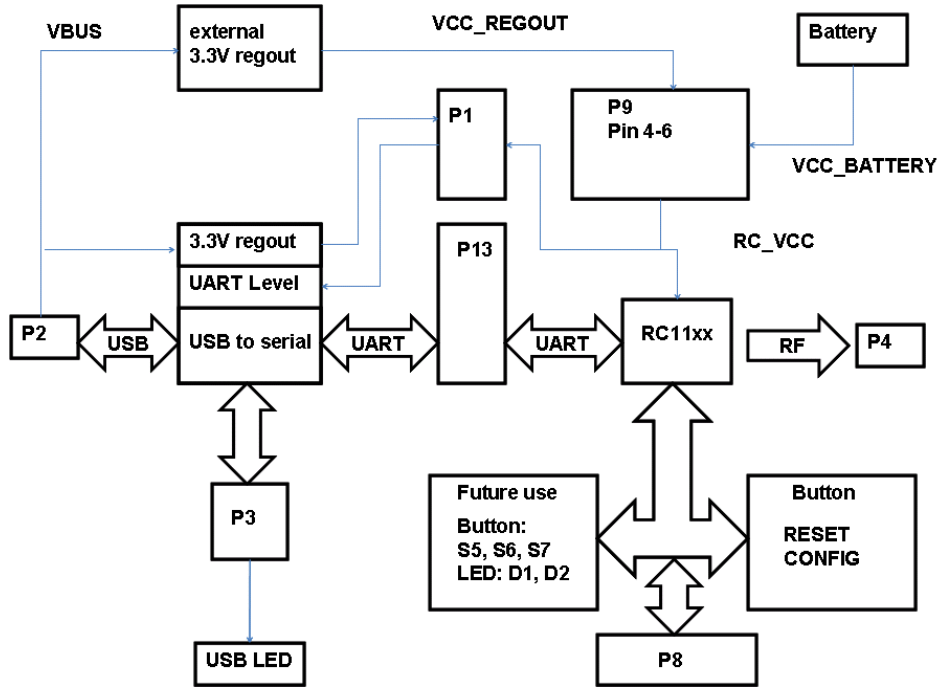 VBUS
external
3.3V regout
VCC_REGOUT
Battery
P1
P9
Pin 4-6
VCC_BATTERY
3.3V regout
UART Level
USB to serial
P13
RC_VCC
P2
USB
UART
UART
RC11xx
RF
P4
P3
Future use
Button:
S5, S6, S7
LED: D1, D2
Button
RESET
CONFIG
USB LED
P8